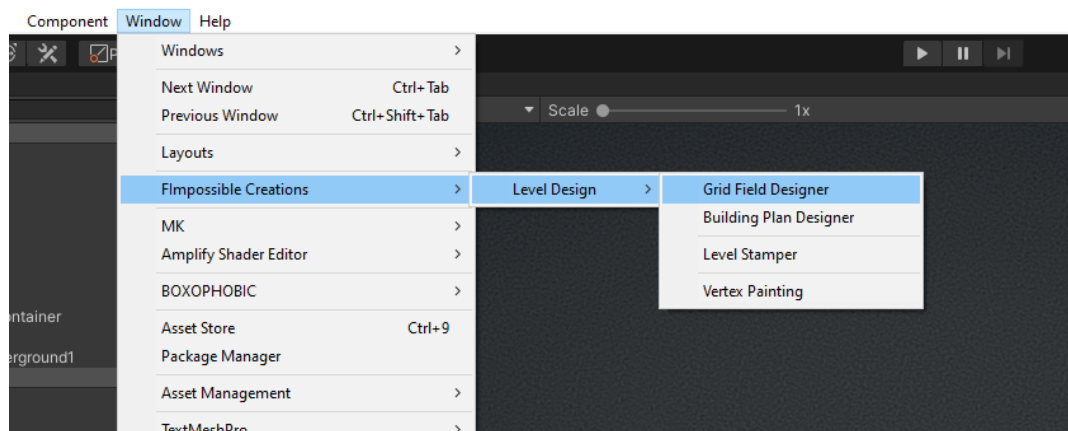 Component Window Help
Windows
Next Window Ctrl+Tab
Previous Window Ctrl+Shift+Tab
Scale 1x
Layouts
FImpossible Creations Level Design Grid Field Designer
Building Plan Designer
MK
Amplify Shader Editor Level Stamper
BOXOPHOBIC Vertex Painting
ontainer
Asset Store Ctrl+9
erground1
Package Manager
Asset Management
TextMeshPro